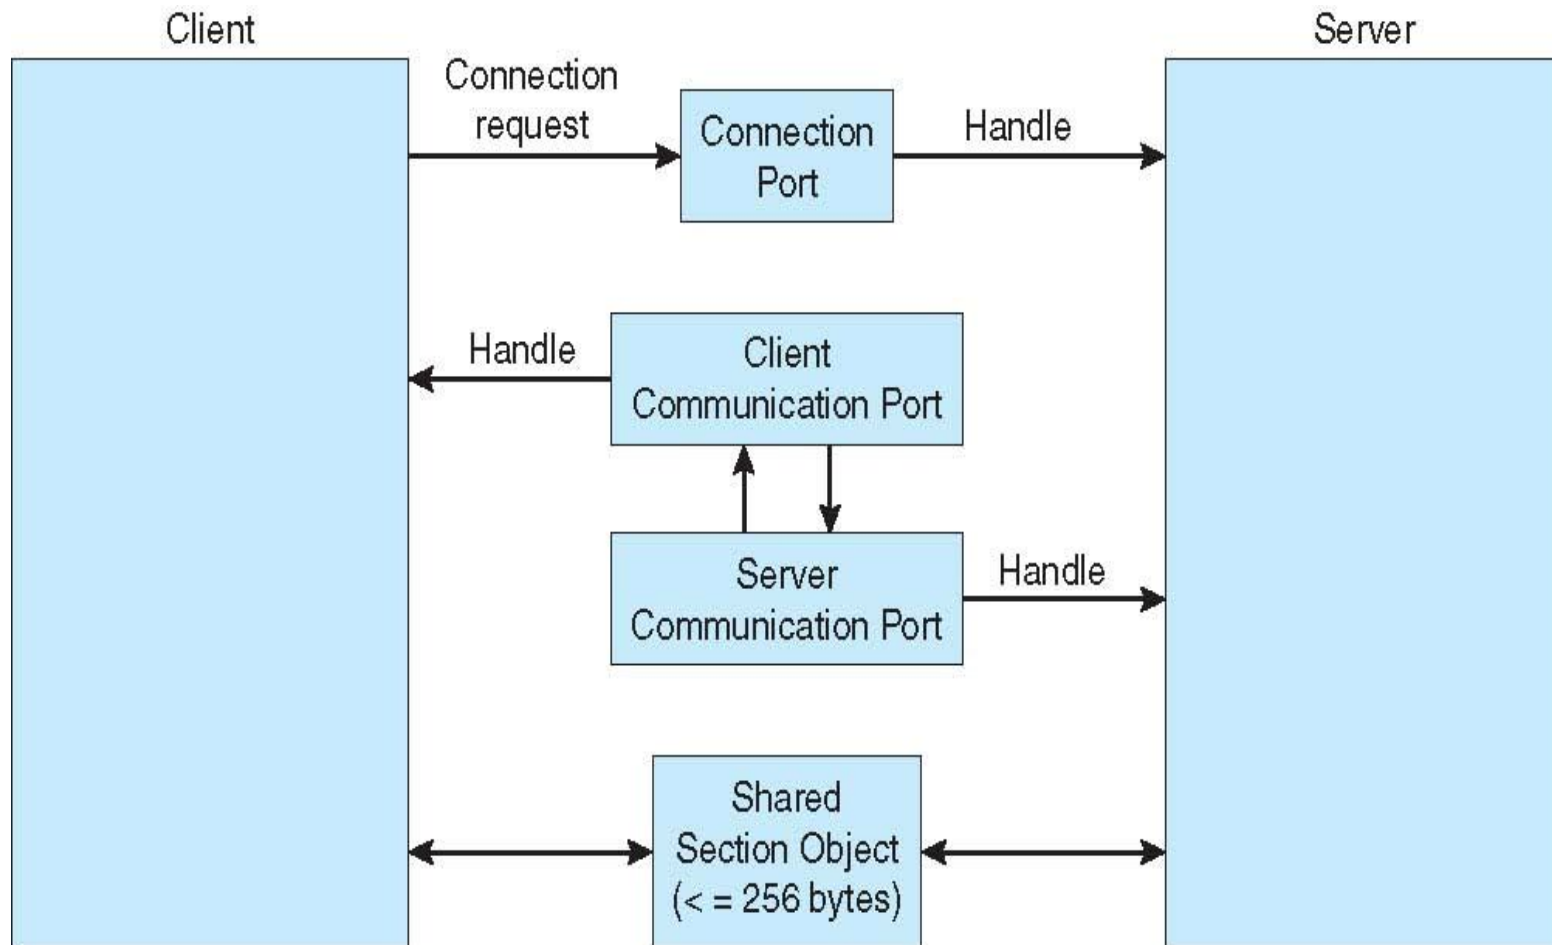 Client
Server
Connection
request
Connection
Port
Handle
Handle
Client
Communication Port
Server
Communication Port
Handle
Shared
Section Object
(< = 256 bytes)